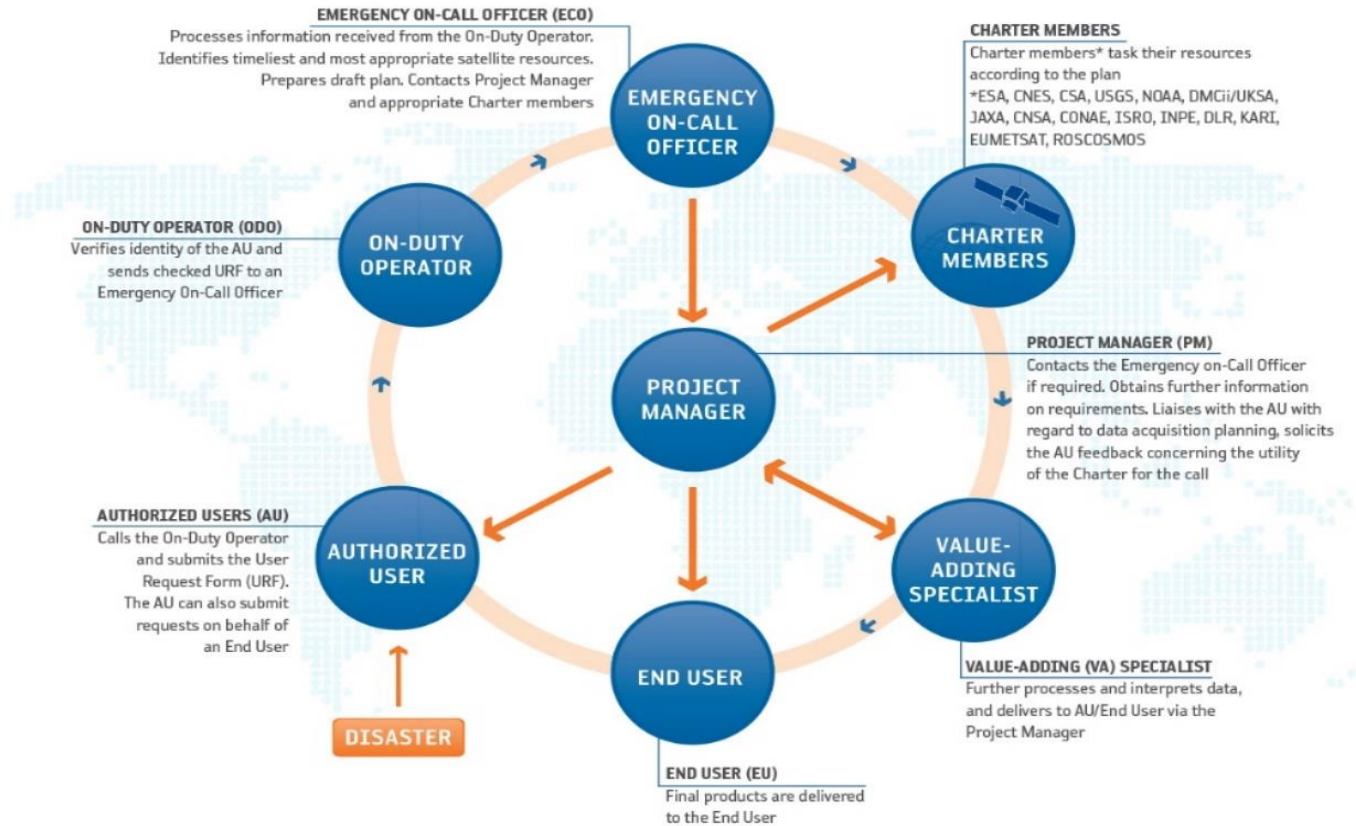 EMERGENCY ON-CALL OFFICER (ECO)
Processes information received from the On-Duty Operator.
Identifies timeliest and most appropriate satellite resources.
Prepares draft plan. Contacts Project Manager
and appropriate Charter members
EMERGENCY
ON-CALL
OFFICER
CHARTER MEMBERS
Charter members* task their resources
according to the plan
*ESA, CNES, CSA, USGS, NOAA, DMCii/UKSA,
JAXA, CNSA, CONAE, ISRO, INPE, DLR, KARI,
EUMETSAT, ROSCOSMOS
CHARTER
MEMBERS
ON-DUTY OPERATOR (ODO)
Verifies identity of the AU and
sends checked URF to an
Emergency On-Call Officer
ON-DUTY
OPERATOR
PROJECT MANAGER (PM)
Contacts the Emergency on-Call Officer
if required. Obtains further information
on requirements. Liaises with the AU with
regard to data acquisition planning, solicits
the AU feedback concerning the utility
of the Charter for the call
PROJECT
MANAGER
AUTHORIZED USERS (AU)
Calls the On-Duty Operator
and submits the User
Request Form (URF).
The AU can also submit
requests on behalf of
an End User
AUTHORIZED
USER
VALUE-
ADDING
SPECIALIST
END USER
DISASTER
VALUE-ADDING (VA) SPECIALIST
Further processes and interprets data,
and delivers to AU/End User via the
Project Manager
END USER (EU)
Final products are delivered
to the End User